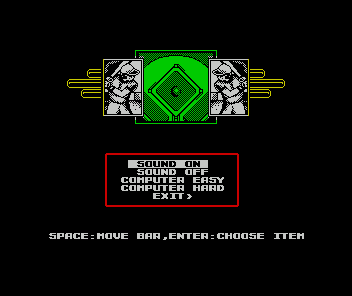 SOUND ON
SOUND OFF
COMPUTER EASY
COMPUTER HARD
EXIT>
SPACE:MOVE BAR,ENTER:CHOOSE ITEM